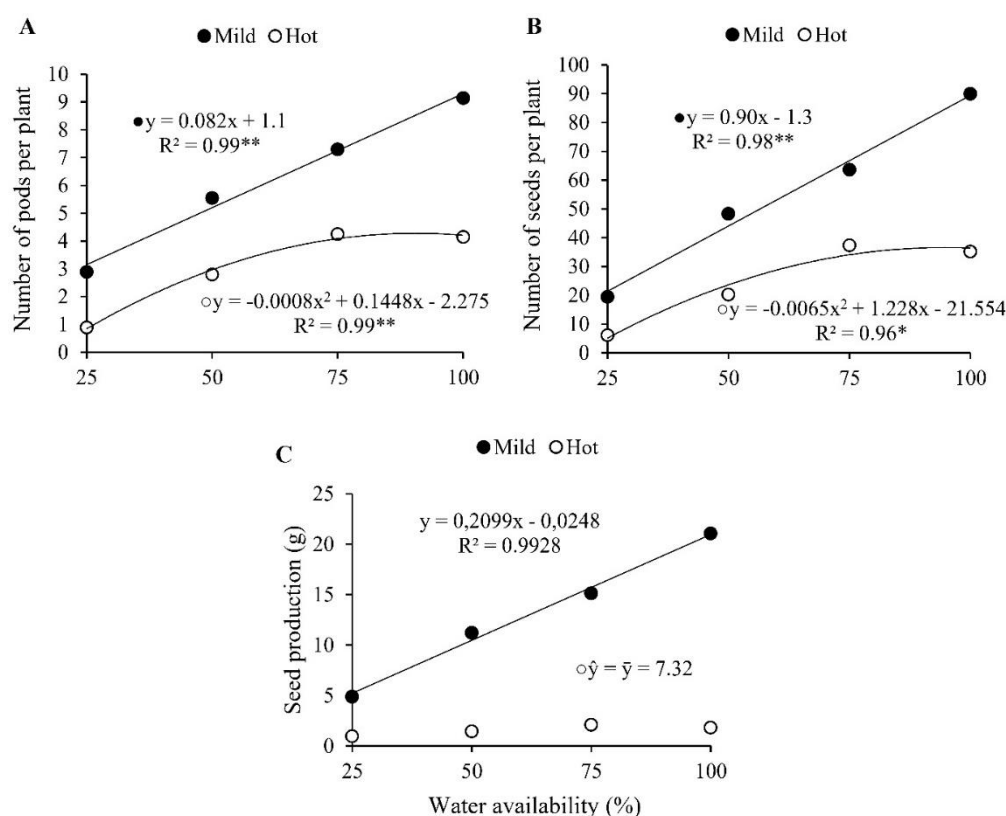 A
●Mild ○Hot
Number of pods per plant
10
9
8
7
6
5
4
3
2
1
0
●y = 0.082x + 1.1
R² = 0.99**
○y = -0.0008x² + 0.1448x - 2.275
R² = 0.99**
25 50 75 100
B
●Mild ○Hot
Number of seeds per plant
100
90
80
70
60
50
40
30
20
10
0
●y = 0.90x - 1.3
R² = 0.98**
○y = -0.0065x² + 1.228x - 21.554
R² = 0.96*
25 50 75 100
C
●Mild ○Hot
Seed production (g)
25
20
15
10
5
0
y = 0,2099x - 0,0248
R² = 0.9928
○ŷ = ȳ = 7.32
25 50 75 100
Water availability (%)